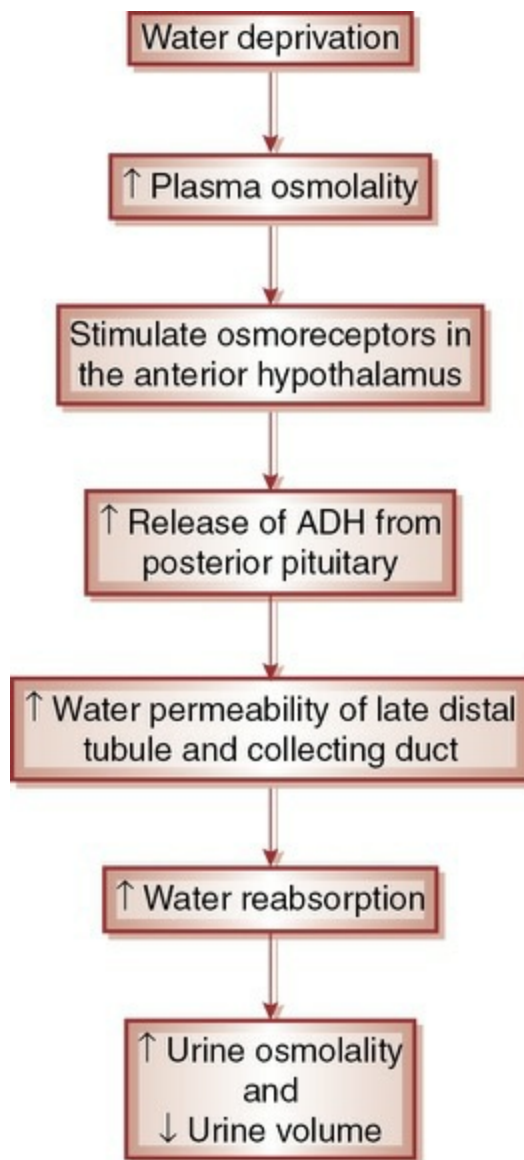 Water deprivation
↑ Plasma osmolality
Stimulate osmoreceptors in
the anterior hypothalamus
↑ Release of ADH from
posterior pituitary
↑ Water permeability of late distal
tubule and collecting duct
↑ Water reabsorption
↑ Urine osmolality
and
↓ Urine volume